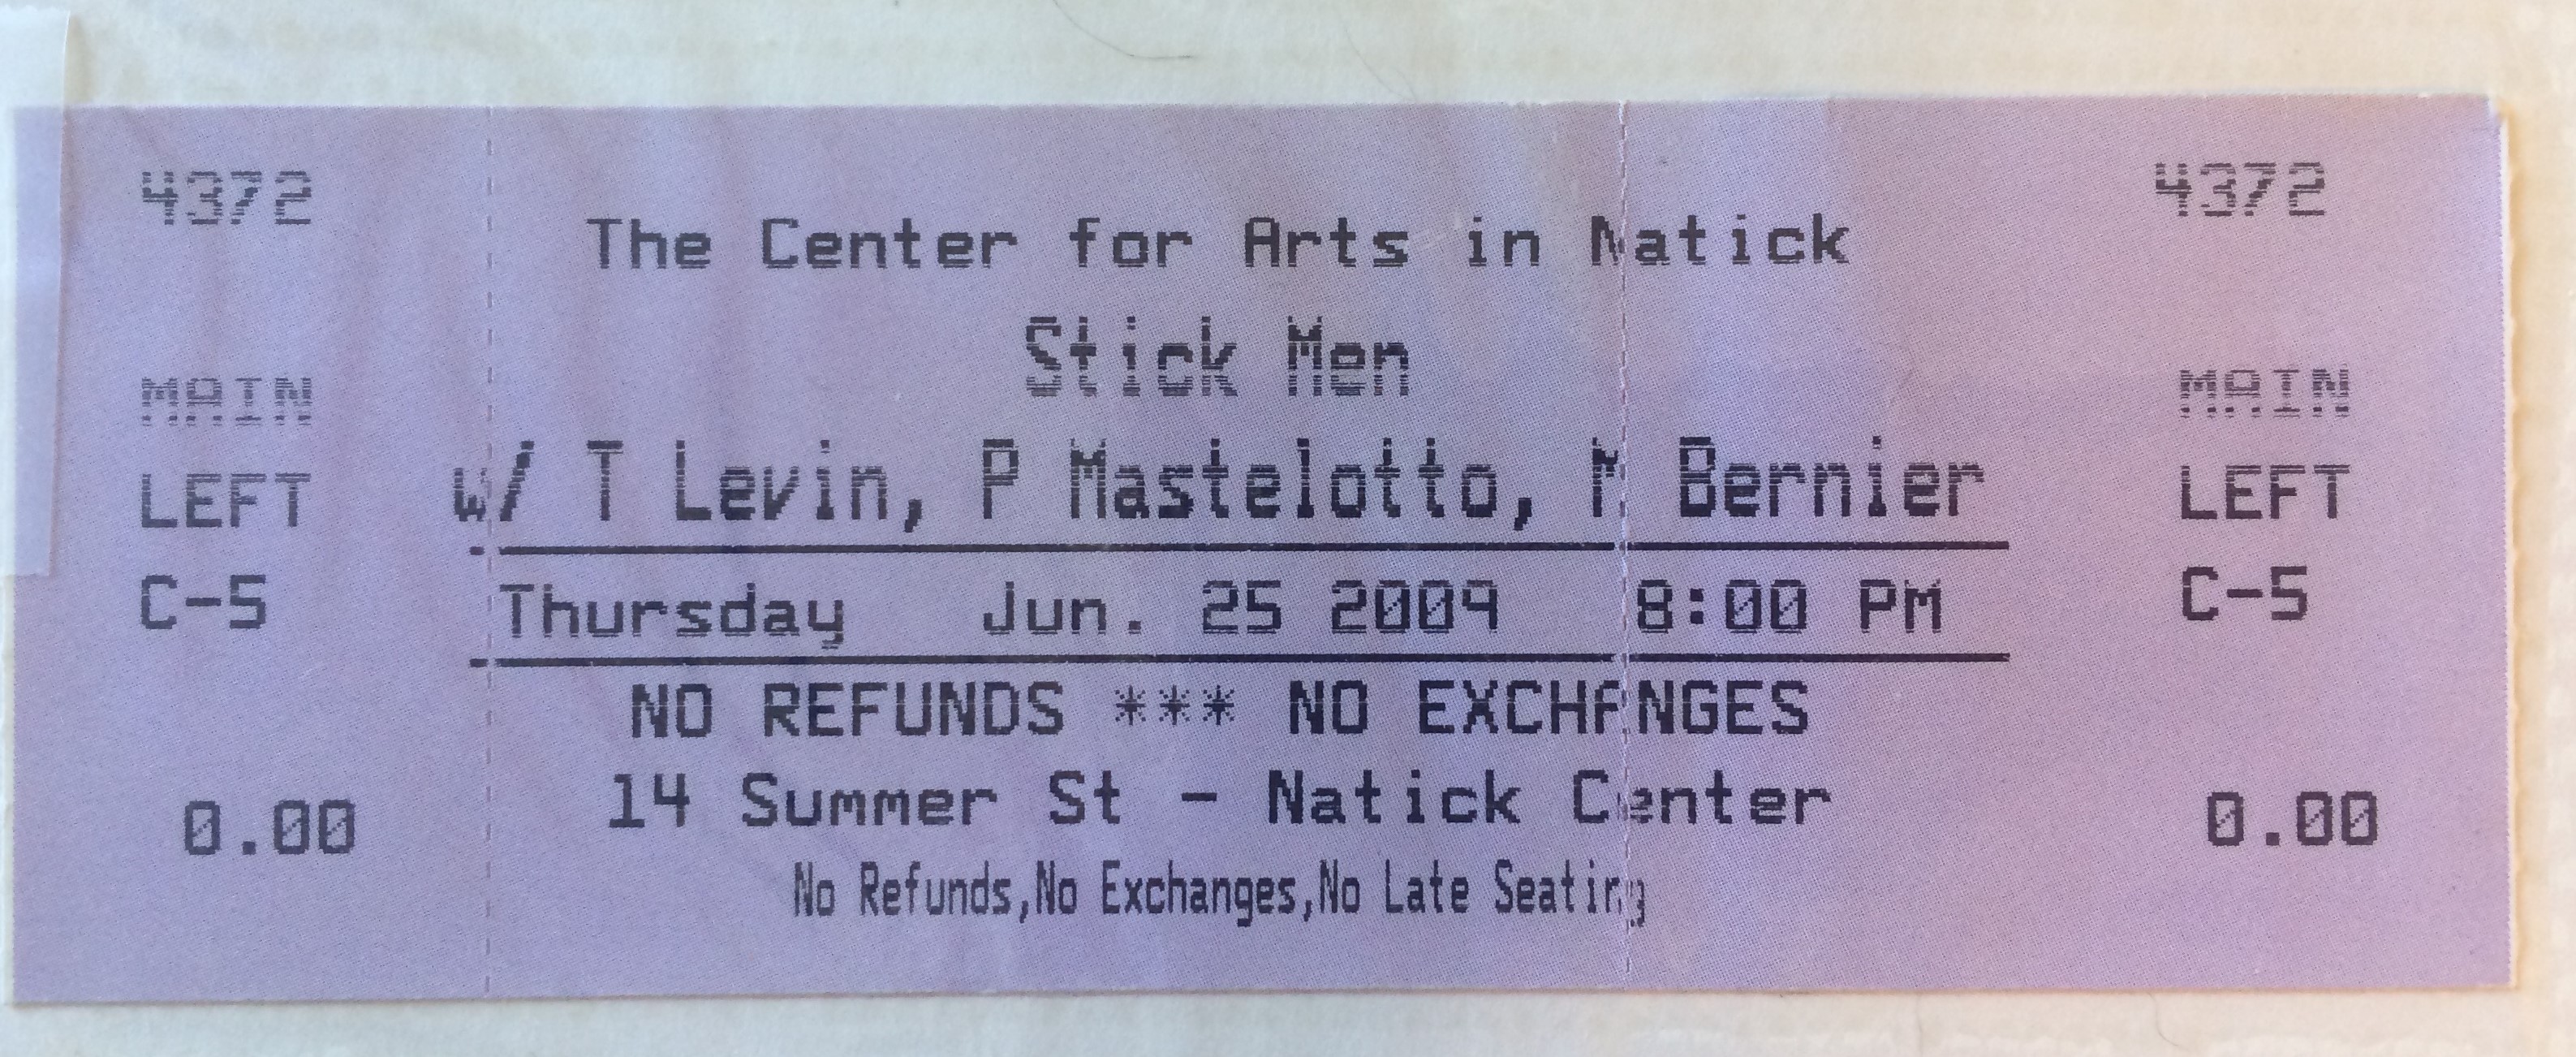 4372
The Center for Arts in Natick
Stick Men
w/ T Levin, P Mastelotto, M Bernier
Thursday Jun. 25 2009 8:00 PM
NO REFUNDS *** NO EXCHANGES
14 Summer St - Natick Center
No Refunds,No Exchanges,No Late Seating
MAIN
LEFT
C-5
0.00
4372
MAIN
LEFT
C-5
0.00